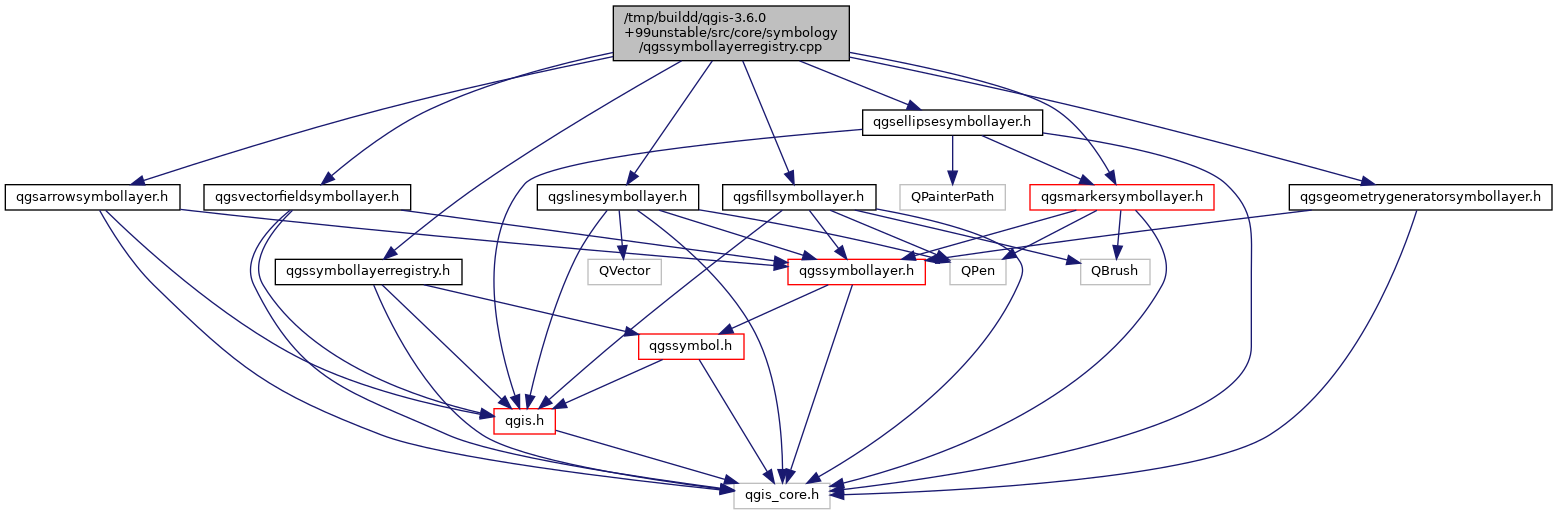 /tmp/buildd/qgis-3.6.0
+99unstable/src/core/symbology
/qgssymbollayerregistry.cpp
qgsellipsesymbollayer.h
qgsarrowsymbollayer.h
qgsvectorfieldsymbollayer.h
qgslinesymbollayer.h
qgsfillsymbollayer.h
QPainterPath
qgsmarkersymbollayer.h
qgsgeometrygeneratorsymbollayer.h
qgssymbollayerregistry.h
QVector
qgssymbollayer.h
QPen
QBrush
qgssymbol.h
qgis.h
qgis_core.h